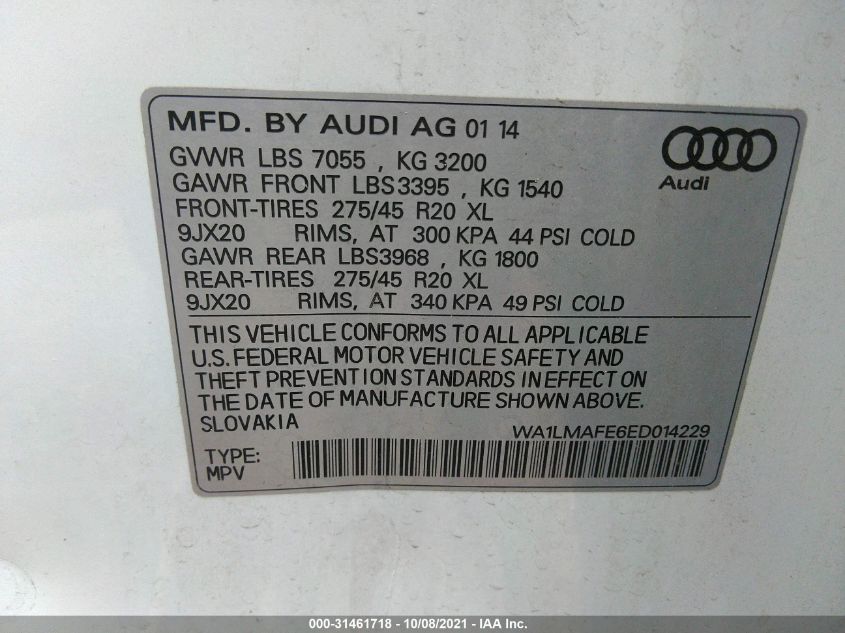 MFD. BY AUDI AG 01 14
GVWR LBS 7055 , KG 3200
GAWR FRONT LBS3395 , KG 1540
FRONT-TIRES 275/45 R20 XL
9JX20 RIMS, AT 300 KPA 44 PSI COLD
GAWR REAR LBS3968 , KG 1800
REAR-TIRES 275/45 R20 XL
9JX20 RIMS, AT 340 KPA 49 PSI COLD
Audi
THIS VEHICLE CONFORMS TO ALL APPLICABLE
U.S. FEDERAL MOTOR VEHICLE SAFETY AND
THEFT PREVENTION STANDARDS IN EFFECT ON
THE DATE OF MANUFACTURE SHOWN ABOVE.
SLOVAKIA
WA1LMAFE6ED014229
TYPE:
MPV
000-31461718 - 10/08/2021 - IAA Inc.